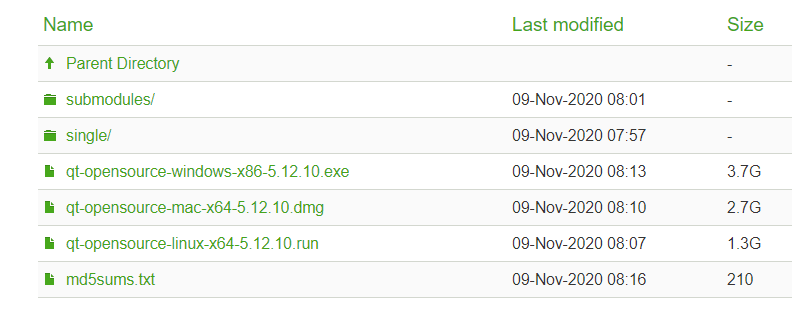 Name Last modified Size
Parent Directory -
submodules/ 09-Nov-2020 08:01 -
single/ 09-Nov-2020 07:57 -
qt-opensource-windows-x86-5.12.10.exe 09-Nov-2020 08:13 3.7G
qt-opensource-mac-x64-5.12.10.dmg 09-Nov-2020 08:10 2.7G
qt-opensource-linux-x64-5.12.10.run 09-Nov-2020 08:07 1.3G
md5sums.txt 09-Nov-2020 08:16 210